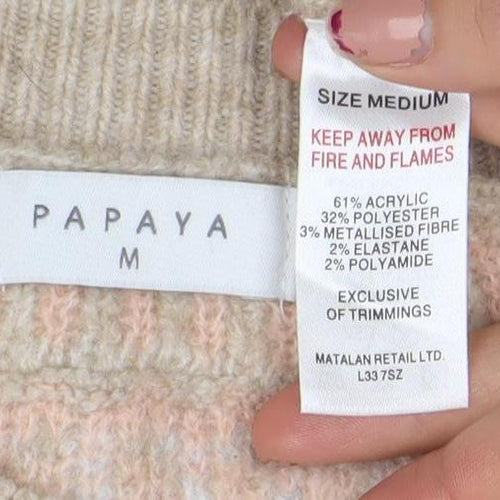 PAPAYA
M
SIZE MEDIUM
KEEP AWAY FROM
FIRE AND FLAMES
61% ACRYLIC
32% POLYESTER
3% METALLISED FIBRE
2% ELASTANE
2% POLYAMIDE
EXCLUSIVE
OF TRIMMINGS
MATALAN RETAIL LTD.
L33 7SZ